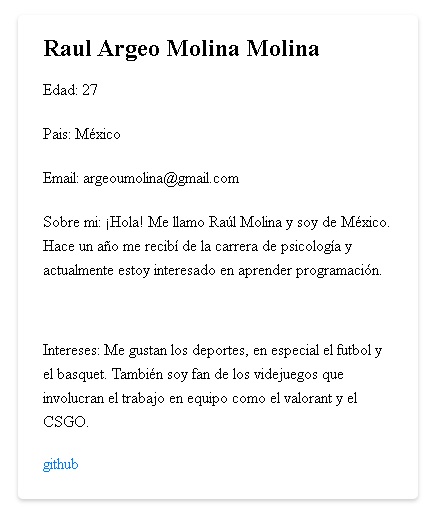 Raul Argeo Molina Molina
Edad: 27
Pais: México
Email: argeoumolina@gmail.com
Sobre mi: ¡Hola! Me llamo Raúl Molina y soy de México.
Hace un año me recibí de la carrera de psicología y
actualmente estoy interesado en aprender programación.
Intereses: Me gustan los deportes, en especial el futbol y
el basquet. También soy fan de los videjuegos que
involucran el trabajo en equipo como el valorant y el
CSGO.
github